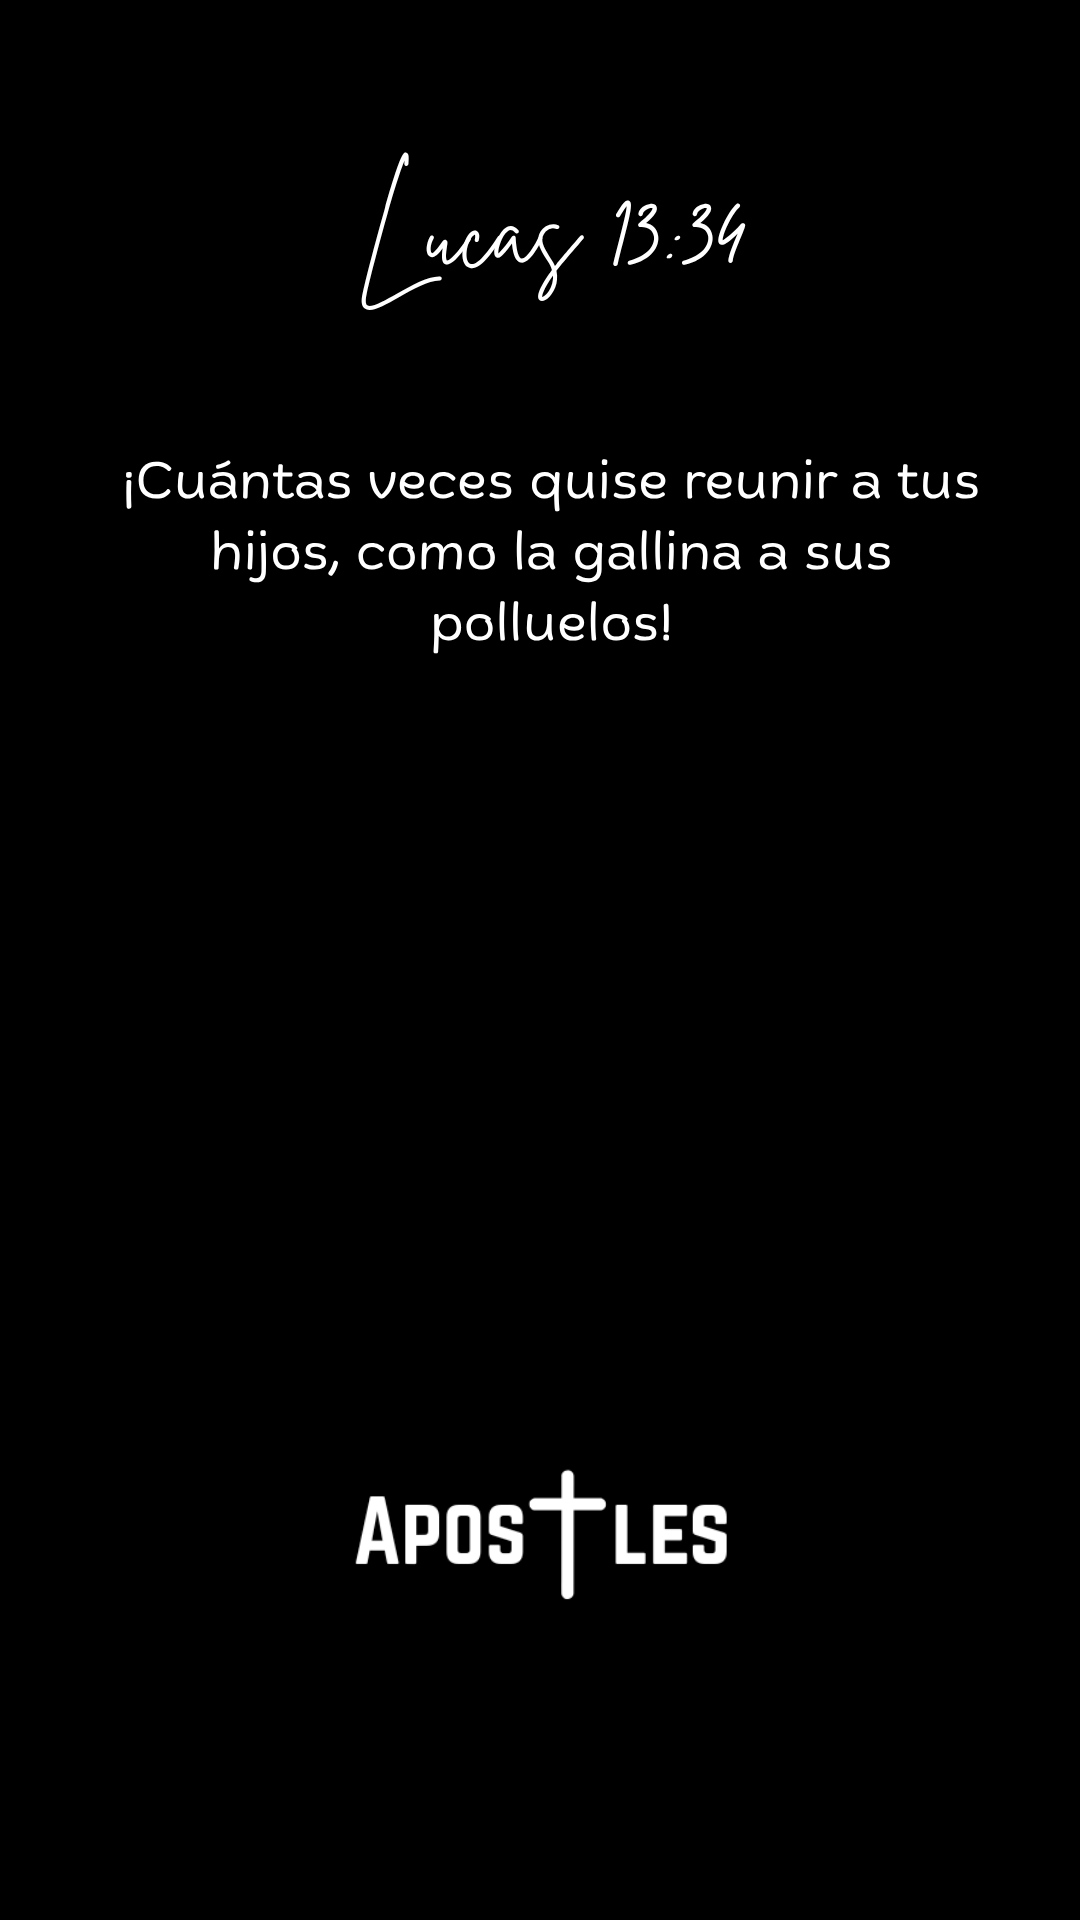 Lucas 13:34
¡Cuántas veces quise reunir a tus
hijos, como la gallina a sus
polluelos!
APOSTLES